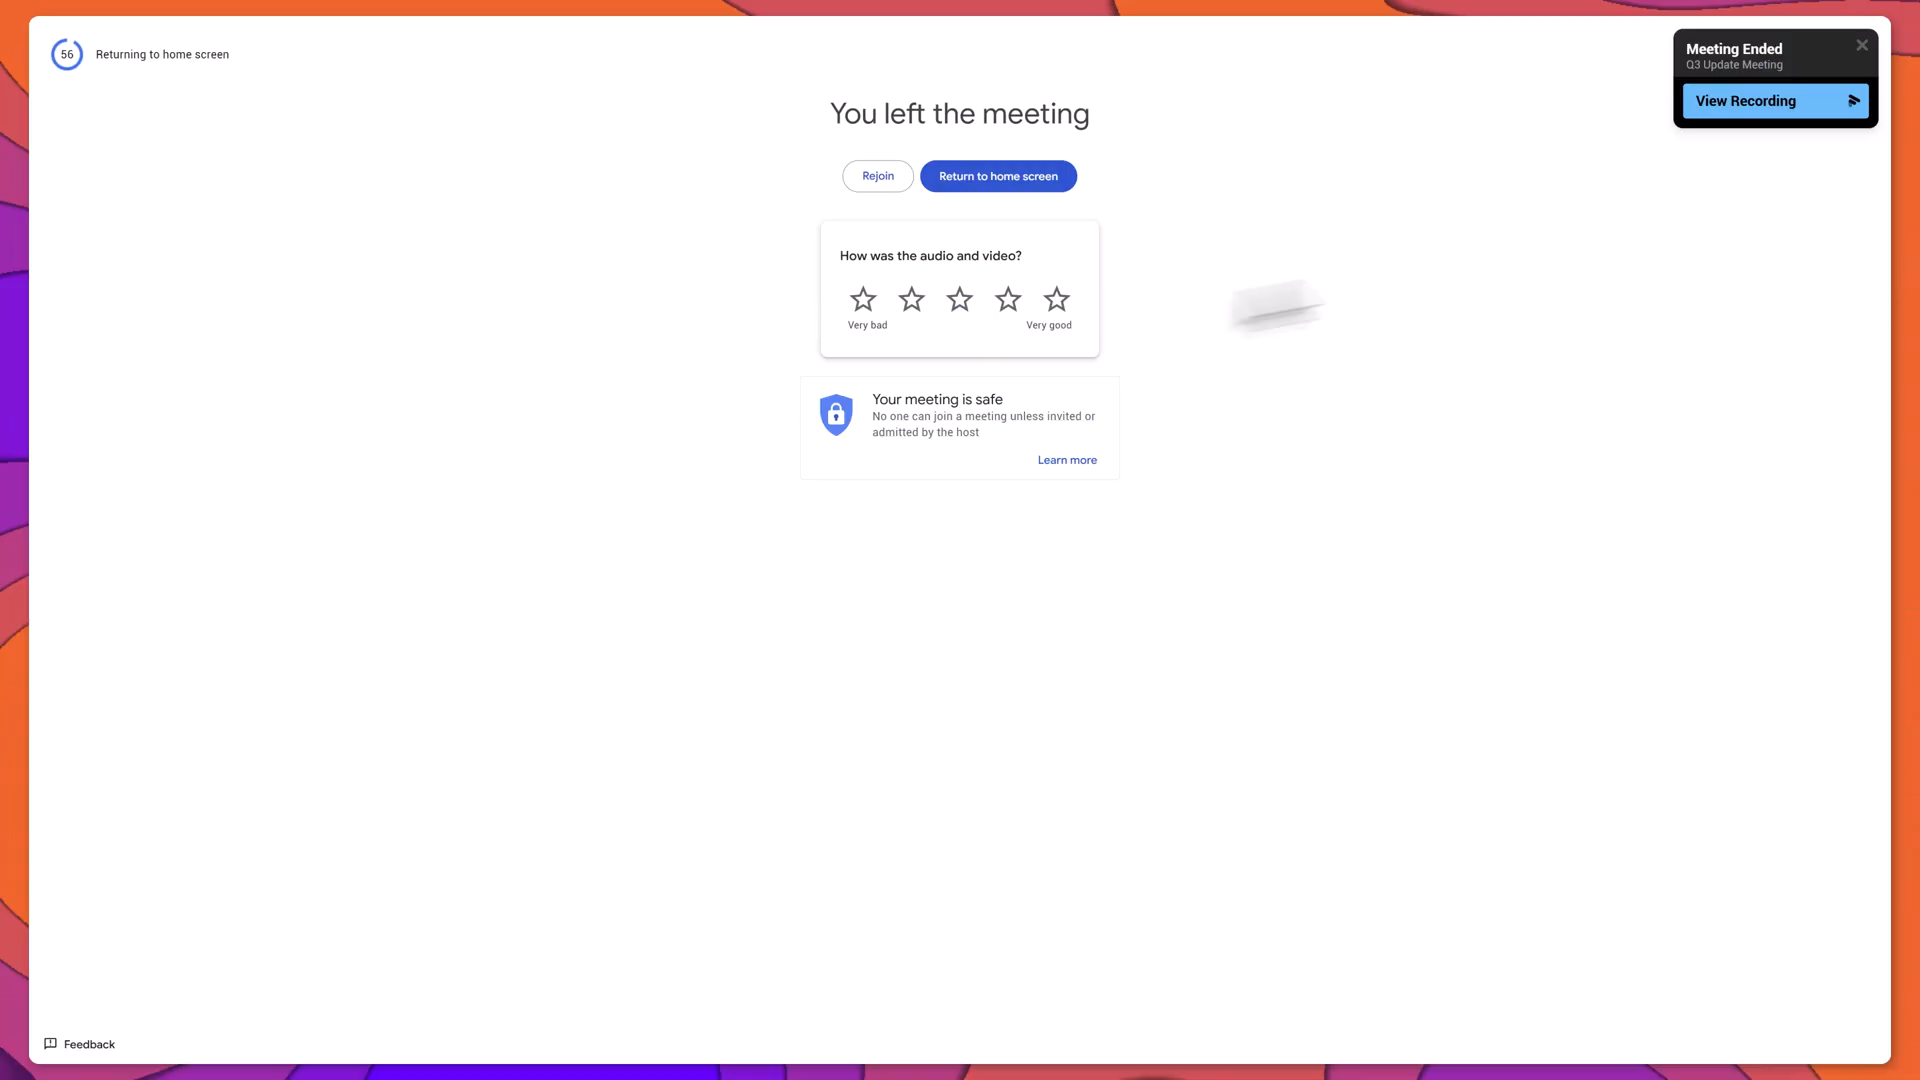 56 Returning to home screen
Meeting Ended
Q3 Update Meeting
View Recording
You left the meeting
Rejoin Return to home screen
How was the audio and video?
Very bad Very good
Your meeting is safe
No one can join a meeting unless invited or
admitted by the host
Learn more
Feedback